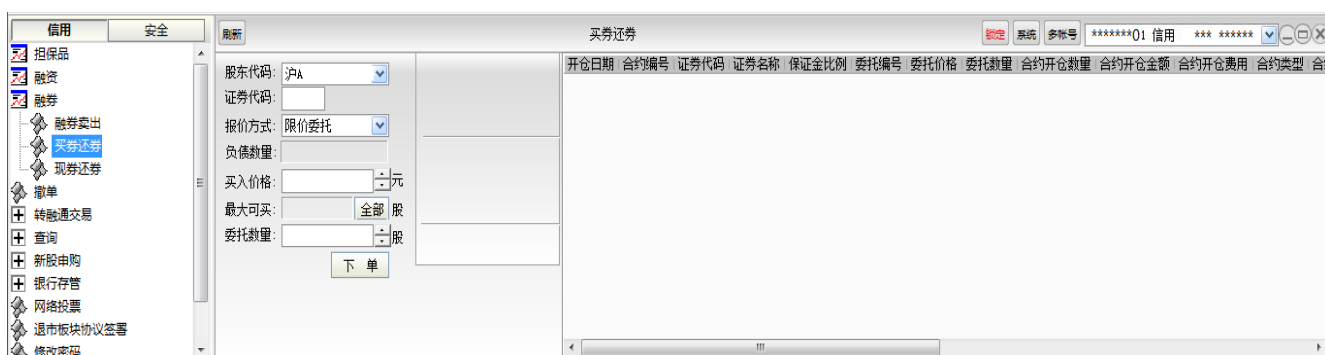 信用 安全 刷新 买券还券 锁定 系统 多帐号 *******01 信用 *** ******
担保品
融资
融券
融券卖出
买券还券
现券还券
撤单
转融通交易
查询
新股申购
银行存管
网络投票
退市板块协议签署
修改密码
股东代码: 沪A
证券代码:
报价方式: 限价委托
负债数量:
买入价格: 元
最大可买: 全部 股
委托数量: 股
下 单
开仓日期 合约编号 证券代码 证券名称 保证金比例 委托编号 委托价格 委托数量 合约开仓数量 合约开仓金额 合约开仓费用 合约类型 合